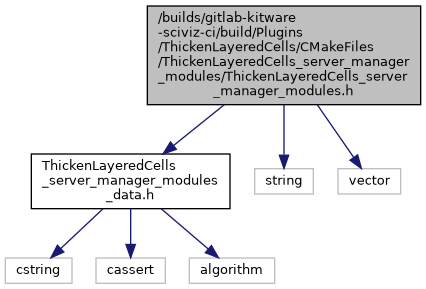 /builds/gitlab-kitware
-sciviz-ci/build/Plugins
/ThickenLayeredCells/CMakeFiles
/ThickenLayeredCells_server_manager
_modules/ThickenLayeredCells_server
_manager_modules.h
ThickenLayeredCells
_server_manager_modules
_data.h
string
vector
cstring
cassert
algorithm